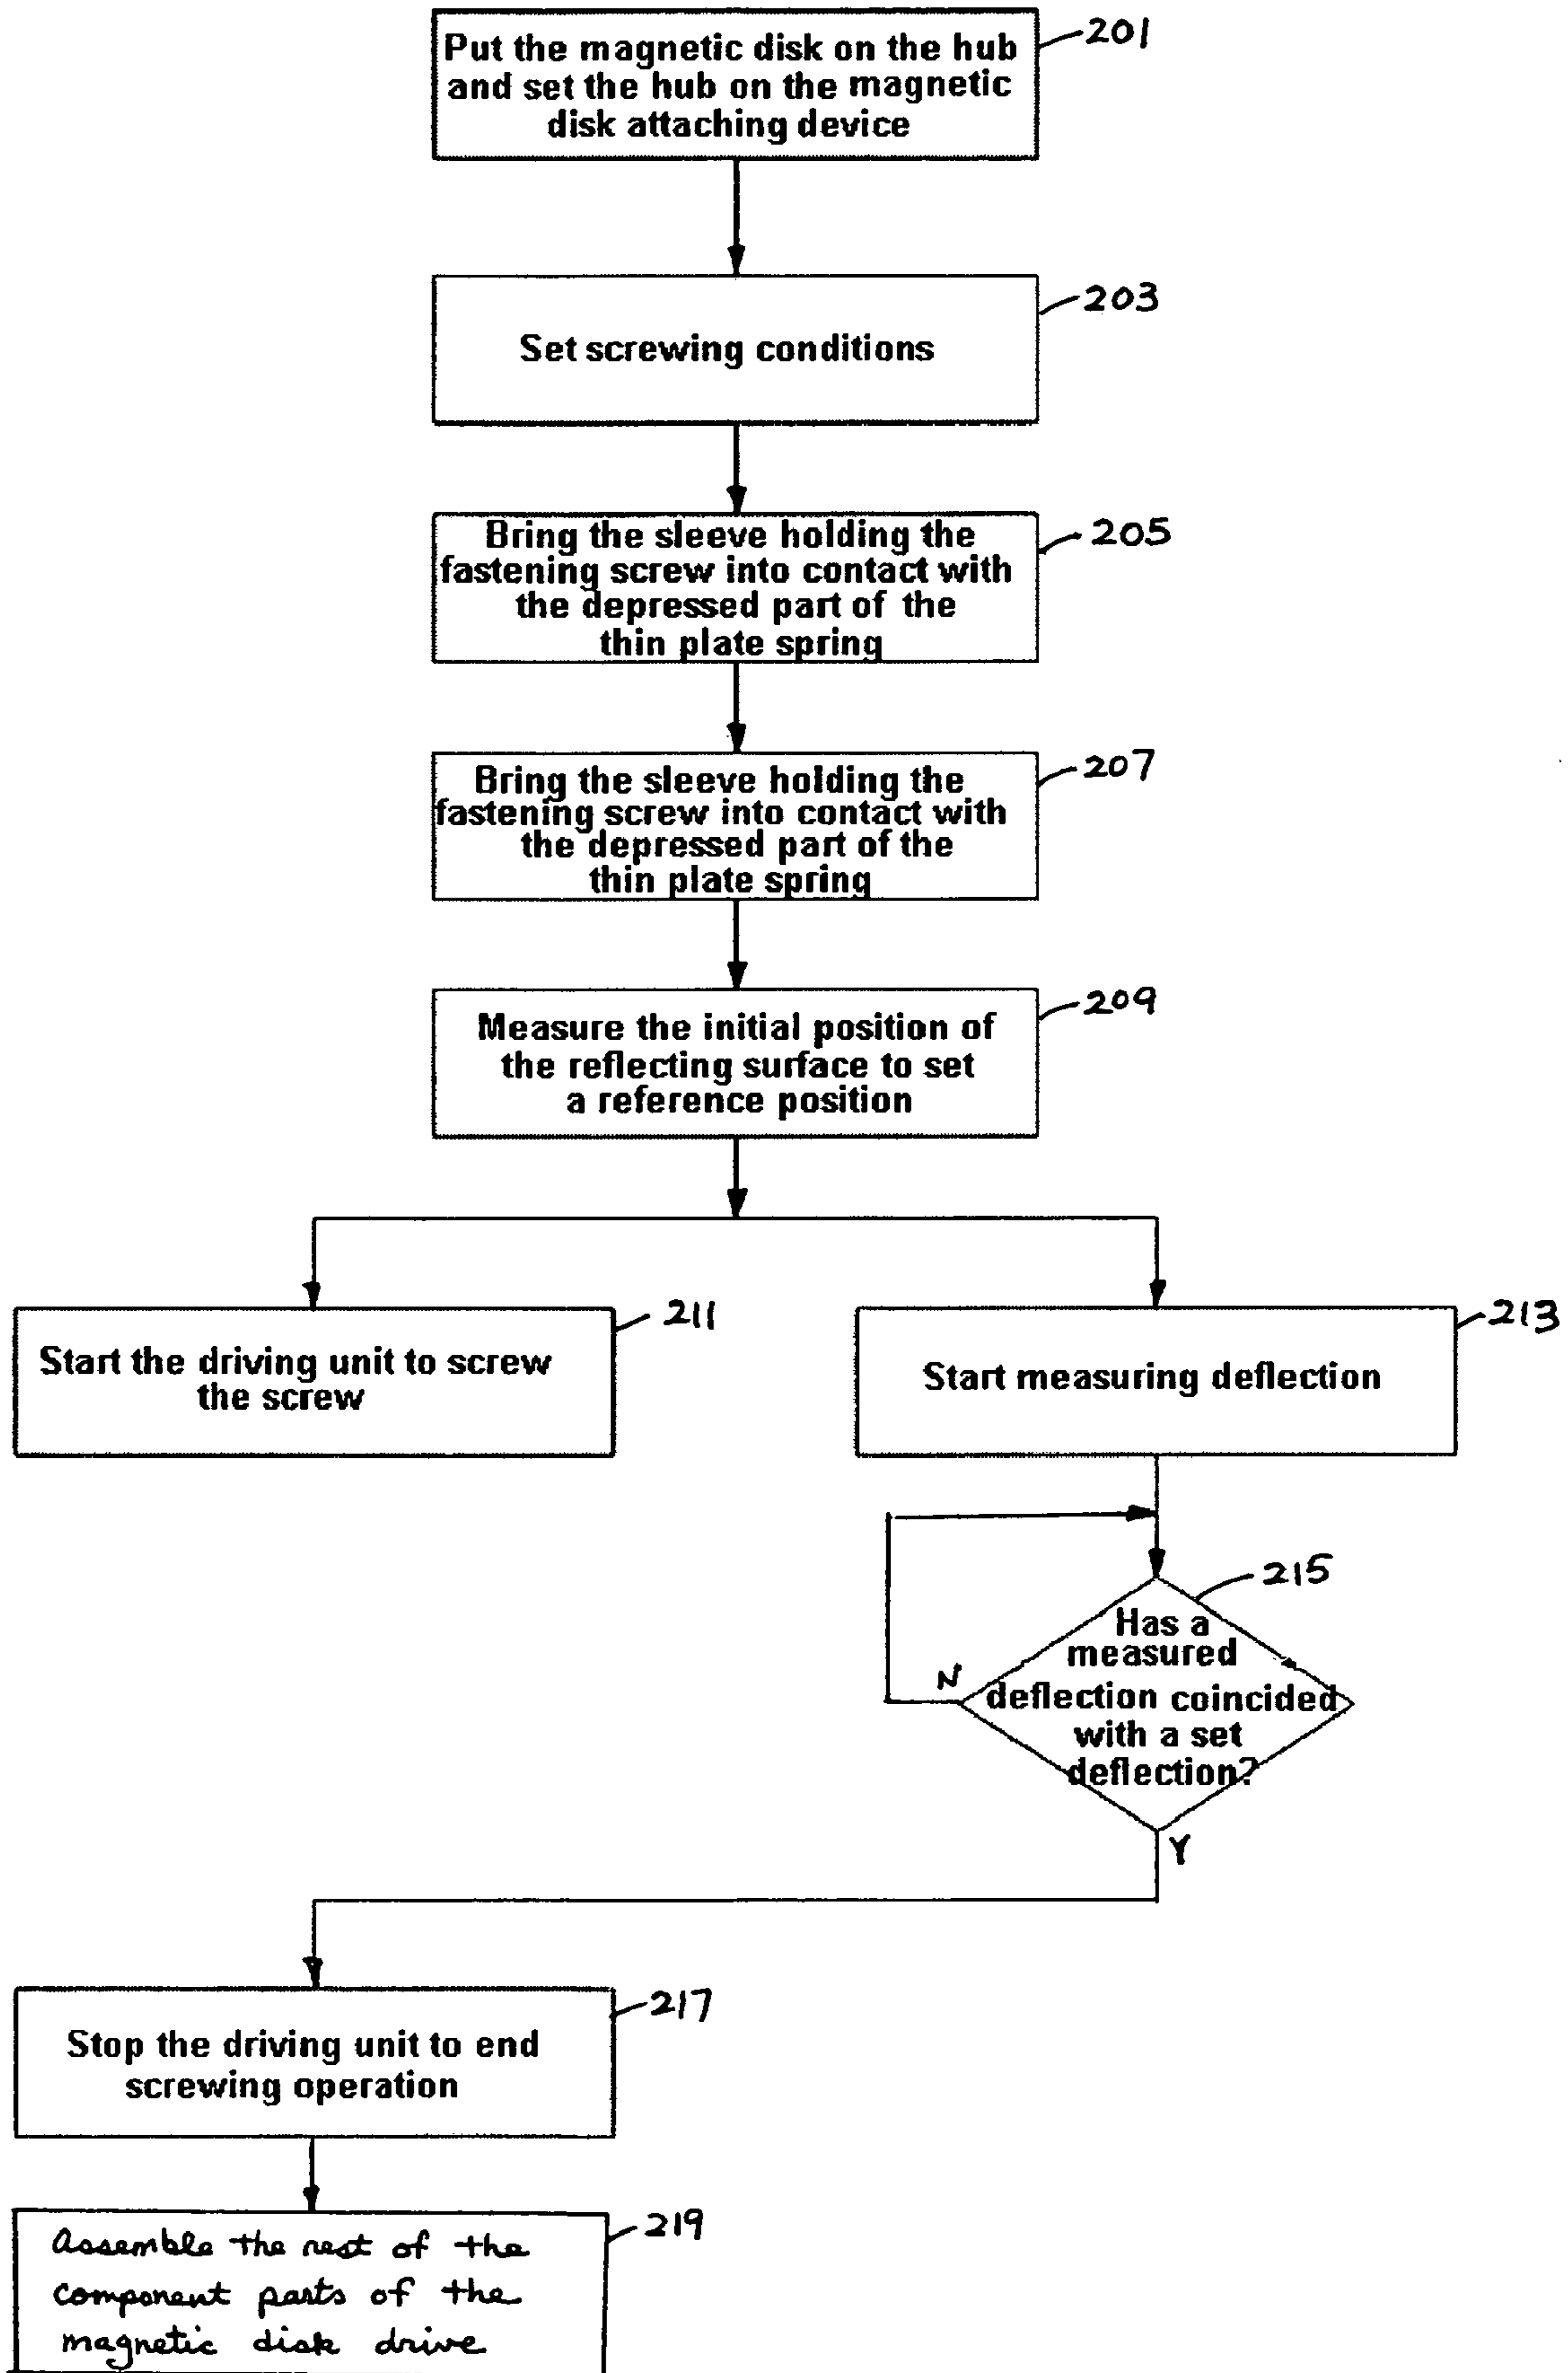 Put the magnetic disk on the hub
and set the hub on the magnetic
disk attaching device
201
Set screwing conditions
203
Bring the sleeve holding the
fastening screw into contact with
the depressed part of the
thin plate spring
205
Bring the sleeve holding the
fastening screw into contact with
the depressed part of the
thin plate spring
207
Measure the initial position of
the reflecting surface to set
a reference position
209
Start the driving unit to screw
the screw
211
Start measuring deflection
213
Has a
measured
deflection coincided
with a set
deflection?
215
N
Y
Stop the driving unit to end
screwing operation
217
Assemble the rest of the
component parts of the
magnetic disk drive
219